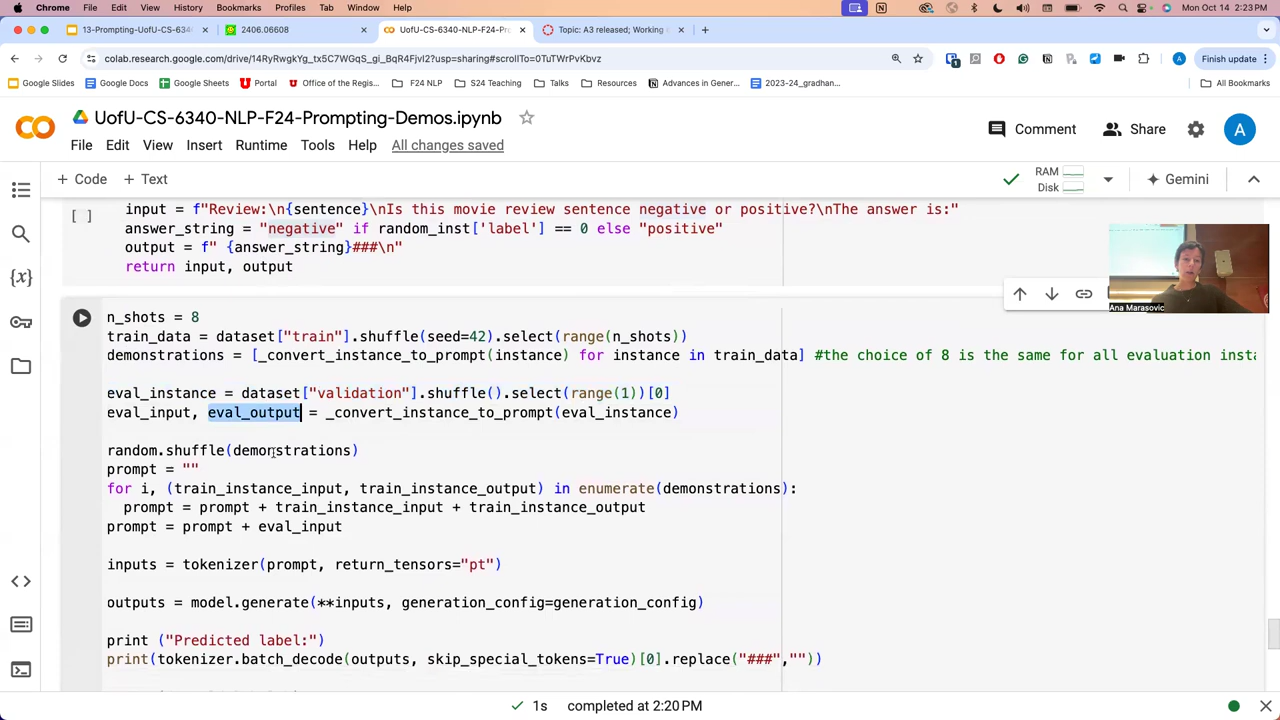 Chrome File Edit View History Bookmarks Profiles Tab Window Help Mon Oct 14 2:23 PM
13-Prompting-UofU-CS-634 2406.06608 UofU-CS-6340-NLP-F24-Pro Topic: A3 released; Working
colab.research.google.com/drive/14RyRwgkYs_tx5C7WGqS_gi_BqR4FjvI2?usp=sharing#scrollTo=0TuTWrPvKbvz Finish update
Google Slides Google Docs Google Sheets Portal Office of the Regis... F24 NLP S24 Teaching Talks Resources Advances in Gener... 2023-24_gradhan... All Bookmarks
UofU-CS-6340-NLP-F24-Prompting-Demos.ipynb
Comment Share A
File Edit View Insert Runtime Tools Help All changes saved
+ Code + Text RAM Disk Gemini
[ ] input = f"Review:\n{sentence}\nIs this movie review sentence negative or positive?\nThe answer is:"
answer_string = "negative" if random_inst['label'] == 0 else "positive"
output = f" {answer_string}###\n"
return input, output
Ana Marasovic
n_shots = 8
train_data = dataset["train"].shuffle(seed=42).select(range(n_shots))
demonstrations = [_convert_instance_to_prompt(instance) for instance in train_data] #the choice of 8 is the same for all evaluation insta
eval_instance = dataset["validation"].shuffle().select(range(1))[0]
eval_input, eval_output = _convert_instance_to_prompt(eval_instance)
random.shuffle(demonstrations)
prompt = ""
for i, (train_instance_input, train_instance_output) in enumerate(demonstrations):
prompt = prompt + train_instance_input + train_instance_output
prompt = prompt + eval_input
inputs = tokenizer(prompt, return_tensors="pt")
outputs = model.generate(**inputs, generation_config=generation_config)
print ("Predicted label:")
print(tokenizer.batch_decode(outputs, skip_special_tokens=True)[0].replace("###",""))
1s completed at 2:20 PM